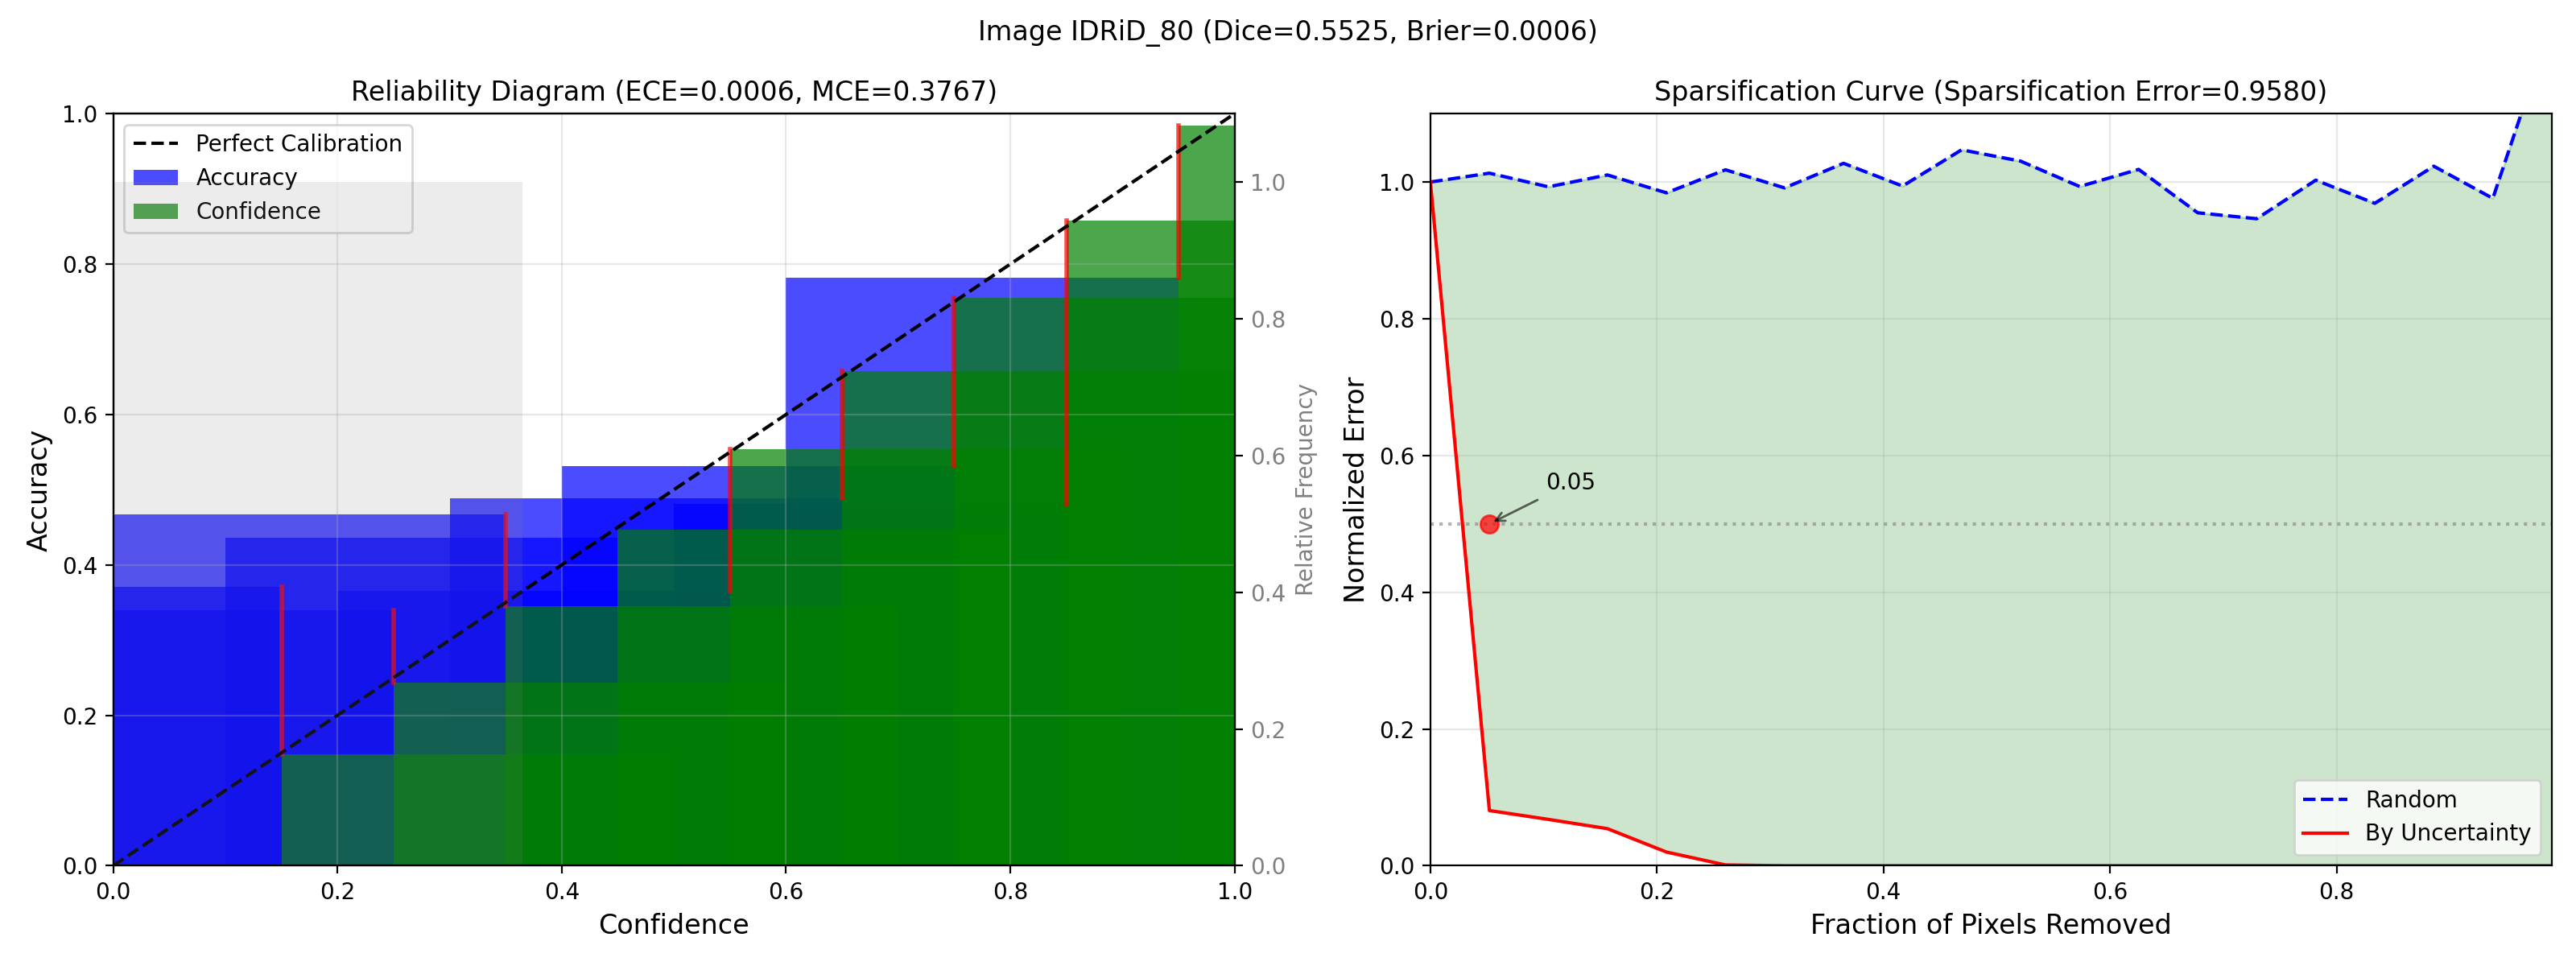 Image IDRiD_80 (Dice=0.5525, Brier=0.0006)
Reliability Diagram (ECE=0.0006, MCE=0.3767)
Perfect Calibration
Accuracy
Confidence
1.0
0.8
0.6
0.4
0.2
0.0
Accuracy
0.0
0.2
0.4
0.6
0.8
1.0
Confidence
1.0
0.8
0.6
0.4
0.2
0.0
Relative Frequency
Sparsification Curve (Sparsification Error=0.9580)
1.0
0.8
0.6
0.4
0.2
0.0
Normalized Error
0.05
Random
By Uncertainty
0.0
0.2
0.4
0.6
0.8
Fraction of Pixels Removed